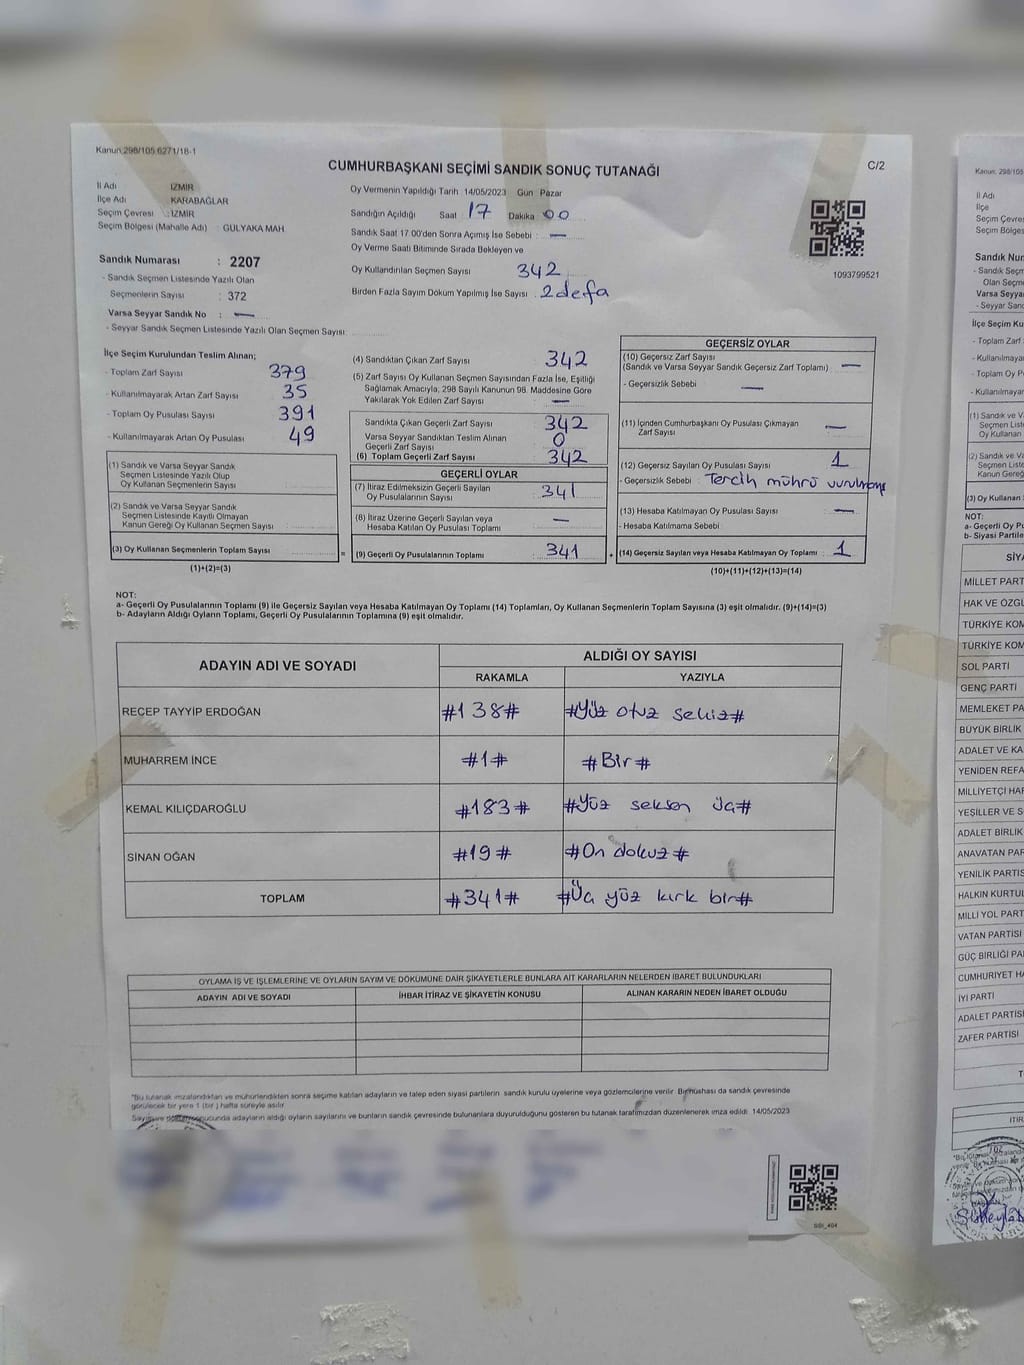 Kanun.298/105.6271/18-1
CUMHURBAŞKANI SEÇİMİ SANDIK SONUÇ TUTANAĞI
C/2
İl Adı İZMİR
İlçe Adı KARABAĞLAR
Seçim Çevresi : İZMİR
Seçim Bölgesi (Mahalle Adı) : GÜLYAKA MAH.
Sandık Numarası : 2207
- Sandık Seçmen Listesinde Yazılı Olan
Seçmenlerin Sayısı : 372
Varsa Seyyar Sandık No : —
- Seyyar Sandık Seçmen Listesinde Yazılı Olan Seçmen Sayısı:
Oy Vermenin Yapıldığı Tarih 14/05/2023 Gün Pazar
Sandığın Açıldığı Saat 17 Dakika 00
Sandık Saat 17.00'den Sonra Açımış İse Sebebi : —
Oy Verme Saati Bitiminde Sırada Bekleyen ve
Oy Kullandırılan Seçmen Sayısı 342
Birden Fazla Sayım Döküm Yapılmış İse Sayısı : 2 defa
1093799521
İlçe Seçim Kurulundan Teslim Alınan;
- Toplam Zarf Sayısı 379
- Kullanılmayarak Artan Zarf Sayısı 35
- Toplam Oy Pusulası Sayısı 391
- Kullanılmayarak Artan Oy Pusulası 49
(1) Sandık ve Varsa Seyyar Sandık
Seçmen Listesinde Yazılı Olup
Oy Kullanan Seçmenlerin Sayısı
(2) Sandık ve Varsa Seyyar Sandık
Seçmen Listesinde Kayıtlı Olmayan
Kanun Gereği Oy Kullanan Seçmen Sayısı
(3) Oy Kullanan Seçmenlerin Toplam Sayısı
(1)+(2)=(3)
=
(4) Sandıktan Çıkan Zarf Sayısı 342
(5) Zarf Sayısı Oy Kullanan Seçmen Sayısından Fazla İse, Eşitliği
Sağlamak Amacıyla, 298 Sayılı Kanunun 98. Maddesine Göre
Yakılarak Yok Edilen Zarf Sayısı —
Sandıkta Çıkan Geçerli Zarf Sayısı 342
Varsa Seyyar Sandıktan Teslim Alınan
Geçerli Zarf Sayısı 0
(6) Toplam Geçerli Zarf Sayısı 342
GEÇERLİ OYLAR
(7) İtiraz Edilmeksizin Geçerli Sayılan
Oy Pusulalarının Sayısı 341
(8) İtiraz Üzerine Geçerli Sayılan veya
Hesaba Katılan Oy Pusulası Toplamı —
(9) Geçerli Oy Pusulalarının Toplamı 341
+
GEÇERSİZ OYLAR
(10) Geçersiz Zarf Sayısı
(Sandık ve Varsa Seyyar Sandık Geçersiz Zarf Toplamı) : —
- Geçersizlik Sebebi : —
(11) İçinden Cumhurbaşkanı Oy Pusulası Çıkmayan
Zarf Sayısı —
(12) Geçersiz Sayılan Oy Pusulası Sayısı 1
- Geçersizlik Sebebi : Tercih mührü vurulmamış
(13) Hesaba Katılmayan Oy Pusulası Sayısı —
- Hesaba Katılmama Sebebi
(14) Geçersiz Sayılan veya Hesaba Katılmayan Oy Toplamı : 1
(10)+(11)+(12)+(13)=(14)
NOT:
a- Geçerli Oy Pusulalarının Toplamı (9) ile Geçersiz Sayılan veya Hesaba Katılmayan Oy Toplamı (14) Toplamları, Oy Kullanan Seçmenlerin Toplam Sayısına (3) eşit olmalıdır. (9)+(14)=(3)
b- Adayların Aldığı Oyların Toplamı, Geçerli Oy Pusulalarının Toplamına (9) eşit olmalıdır.
ADAYIN ADI VE SOYADI
ALDIĞI OY SAYISI
RAKAMLA YAZIYLA
RECEP TAYYİP ERDOĞAN #138# #Yüz otuz sekiz#
MUHARREM İNCE #1# #Bir#
KEMAL KILIÇDAROĞLU #183# #Yüz seksen üç#
SİNAN OĞAN #19# #On dokuz#
TOPLAM #341# #Üç yüz kırk bir#
OYLAMA İŞ VE İŞLEMLERİNE VE OYLARIN SAYIM VE DÖKÜMÜNE DAİR ŞİKAYETLERLE BUNLARA AİT KARARLARIN NELERDEN İBARET BULUNDUKLARI
ADAYIN ADI VE SOYADI İHBAR İTİRAZ VE ŞİKAYETİN KONUSU ALINAN KARARIN NEDEN İBARET OLDUĞU
*Bu tutanak imzalandıktan ve mühürlendikten sonra seçime katılan adayların ve talep eden siyasi partilerin sandık kurulu üyelerine veya gözlemcilerine verilir. Bir nüshası da sandık çevresinde
görülecek bir yere 1 (bir) hafta süreyle asılır.
adayların aldığı oyların sayılarını ve bunların sandık çevresinde bulunanlara duyurulduğunu gösteren bu tutanak tarafımızdan düzenlenerek imza edildi. 14/05/2023
SSI_404
Kanun. 298/105
İl Adı
İlçe
Seçim Çevre
Seçim Bölges
Sandık Num
- Sandık Seçm
Olan Seçme
Varsa Seyya
- Seyyar Sand
İlçe Seçim Ku
- Toplam Zarf
- Kullanılmaya
- Toplam Oy P
- Kullanılmayar
(1) Sandık ve Va
Seçmen Liste
Oy Kullanan
(2) Sandık ve Vars
Seçmen Listes
Kanun Gereği
(3) Oy Kullanan
NOT:
a- Geçerli Oy Pu
b- Siyasi Partile
SİYA
MİLLET PART
HAK VE ÖZGÜ
TÜRKİYE KOM
TÜRKİYE KOM
SOL PARTİ
GENÇ PARTİ
MEMLEKET PA
BÜYÜK BİRLİK
ADALET VE KA
YENİDEN REFA
MİLLİYETÇİ HAR
YEŞİLLER VE S
ADALET BİRLİK
ANAVATAN PAR
YENİLİK PARTİS
HALKIN KURTUL
MİLLİ YOL PART
VATAN PARTİSİ
GÜÇ BİRLİĞİ PA
CUMHURİYET HA
İYİ PARTİ
ADALET PARTİSİ
ZAFER PARTİSİ
T
İTİR